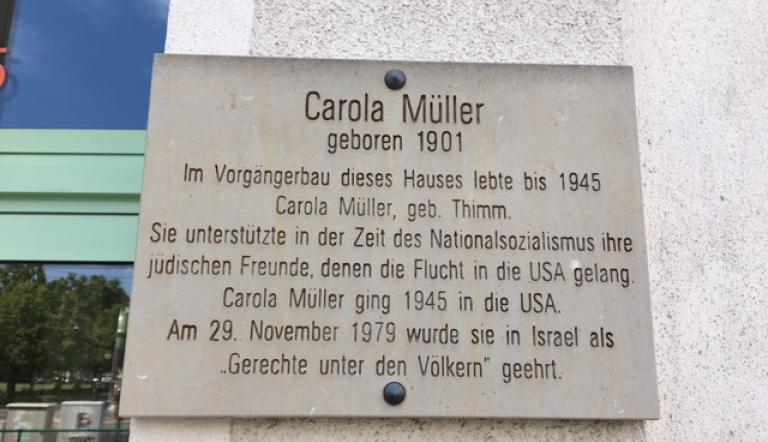 Carola Müller
geboren 1901
Im Vorgängerbau dieses Hauses lebte bis 1945
Carola Müller, geb. Thimm.
Sie unterstützte in der Zeit des Nationalsozialismus ihre
jüdischen Freunde, denen die Flucht in die USA gelang.
Carola Müller ging 1945 in die USA.
Am 29. November 1979 wurde sie in Israel als
„Gerechte unter den Völkern" geehrt.